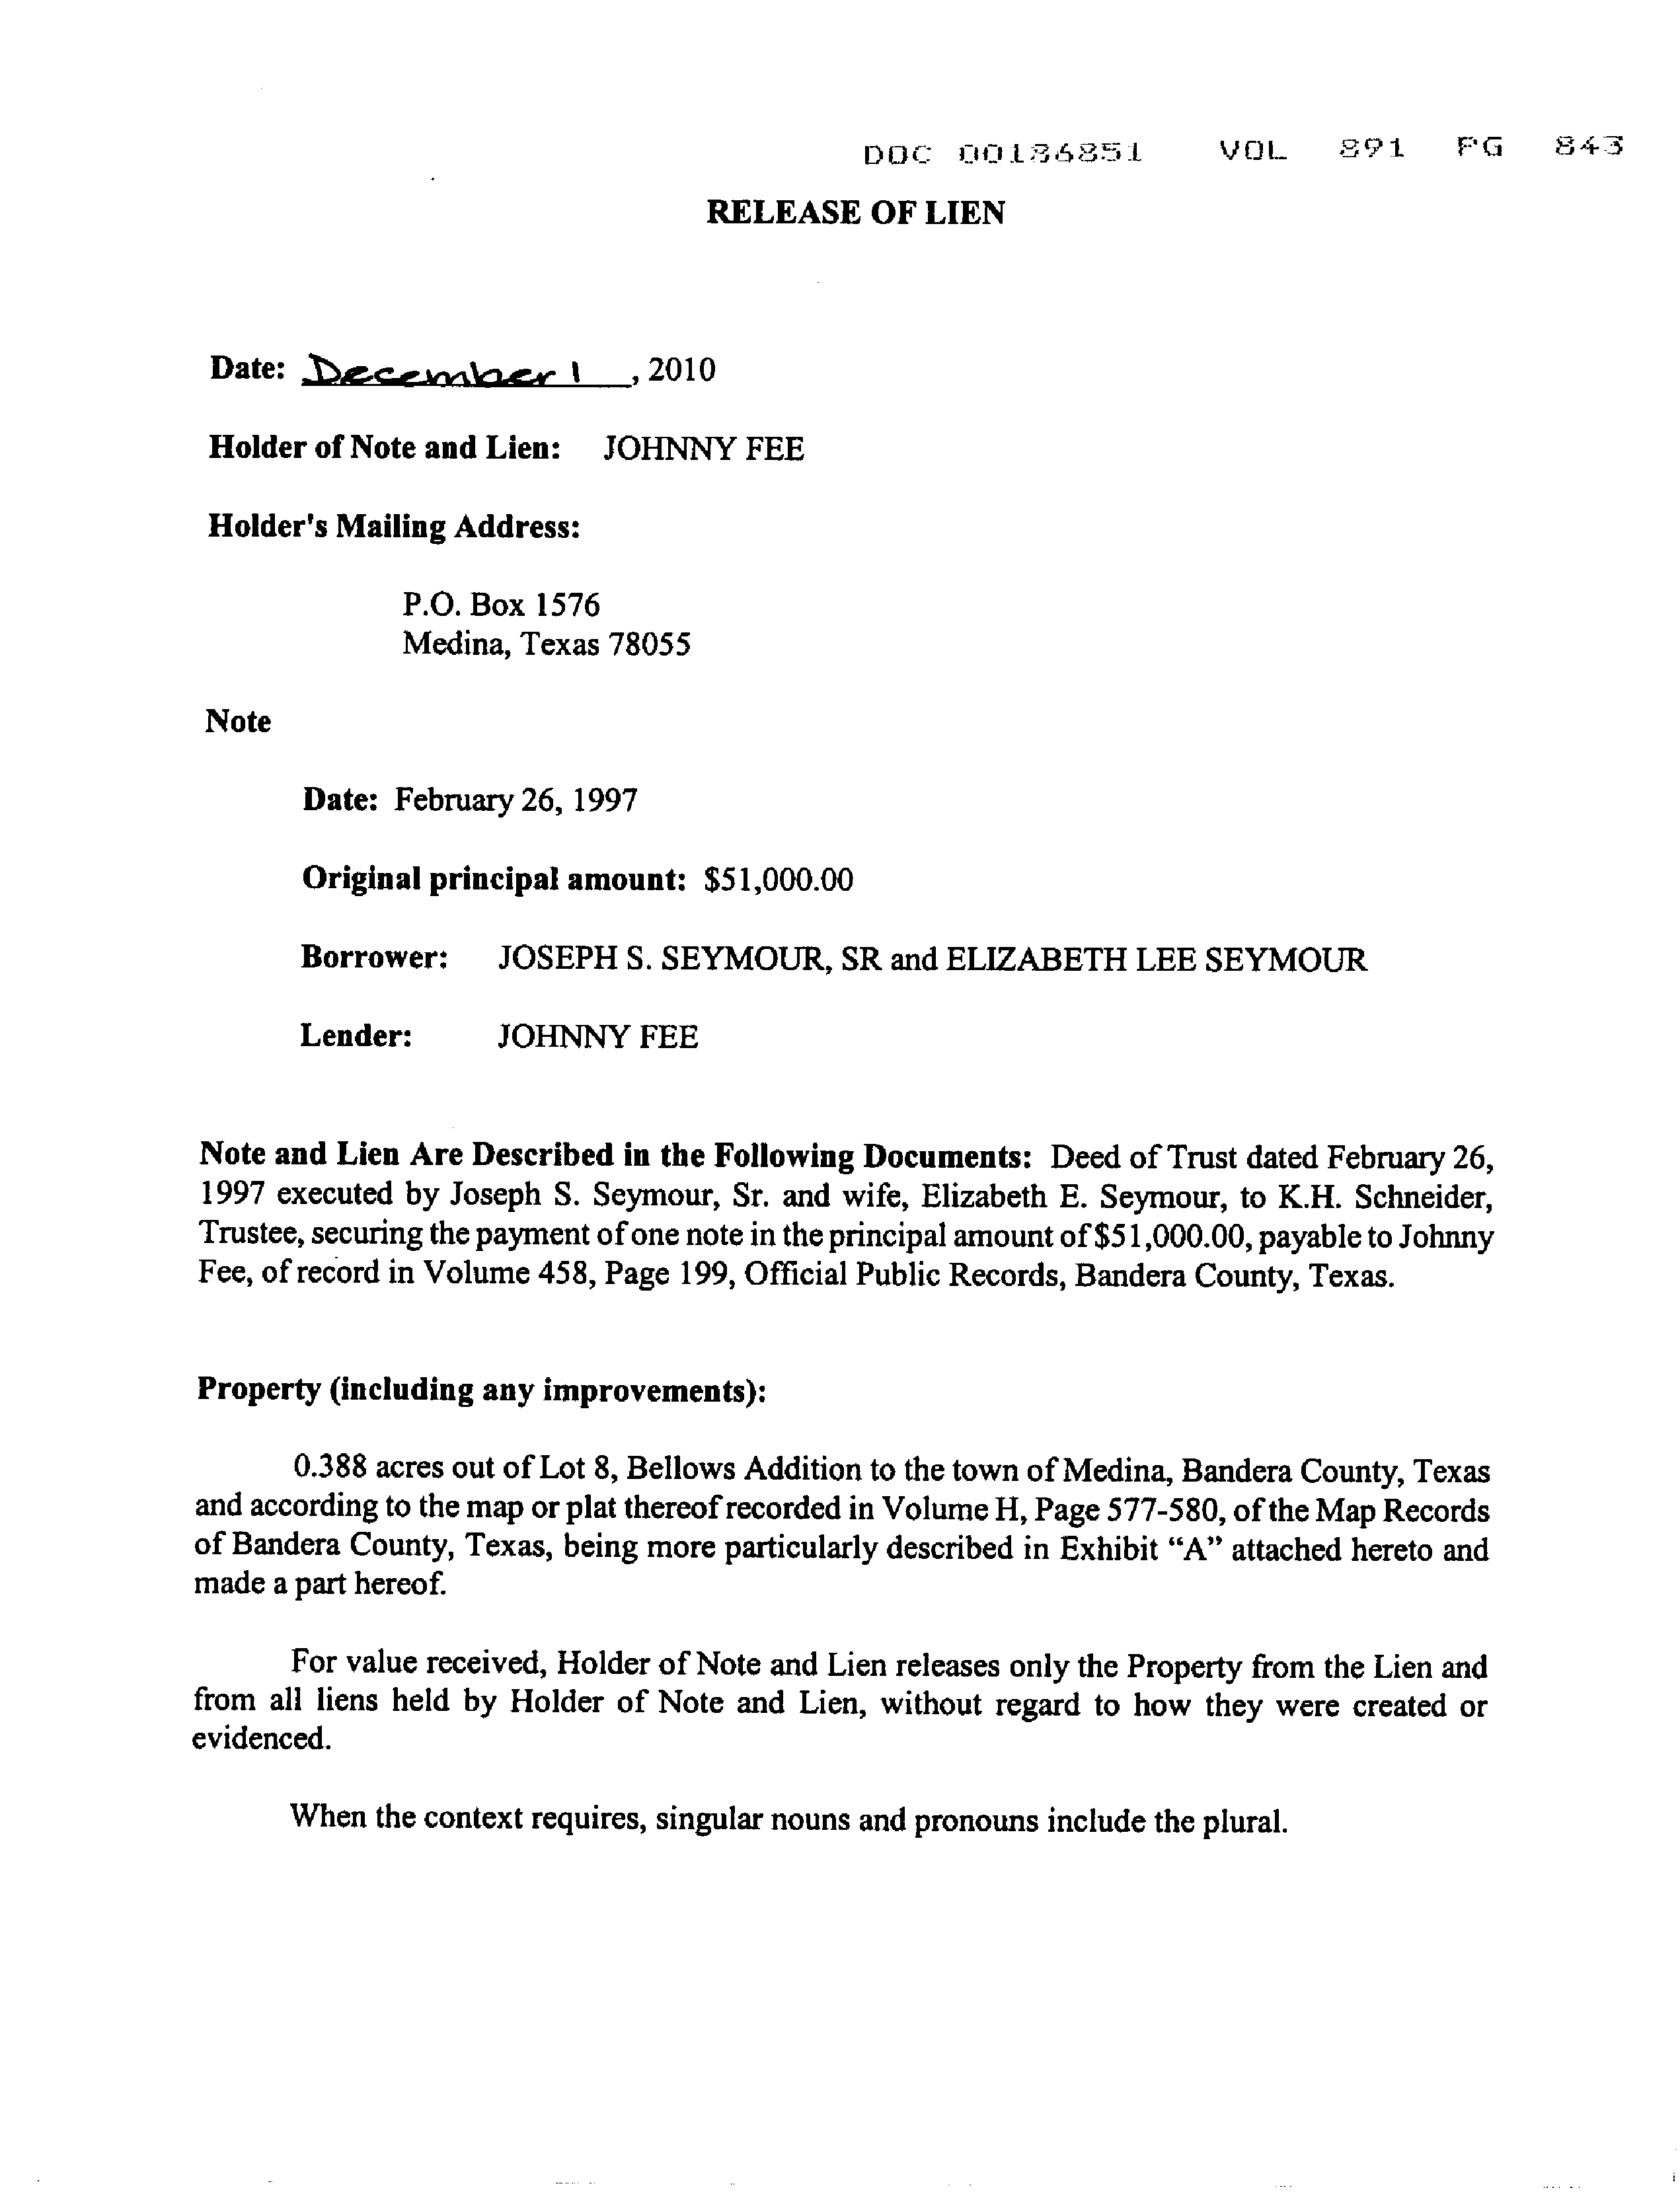 DOC 00186851 VOL 891 PG 843
RELEASE OF LIEN
Date: December 1, 2010
Holder of Note and Lien: JOHNNY FEE
Holder's Mailing Address:
P.O. Box 1576
Medina, Texas 78055
Note
Date: February 26, 1997
Original principal amount: $51,000.00
Borrower: JOSEPH S. SEYMOUR, SR and ELIZABETH LEE SEYMOUR
Lender: JOHNNY FEE
Note and Lien Are Described in the Following Documents: Deed of Trust dated February 26,
1997 executed by Joseph S. Seymour, Sr. and wife, Elizabeth E. Seymour, to K.H. Schneider,
Trustee, securing the payment of one note in the principal amount of $51,000.00, payable to Johnny
Fee, of record in Volume 458, Page 199, Official Public Records, Bandera County, Texas.
Property (including any improvements):
0.388 acres out of Lot 8, Bellows Addition to the town of Medina, Bandera County, Texas
and according to the map or plat thereof recorded in Volume H, Page 577-580, of the Map Records
of Bandera County, Texas, being more particularly described in Exhibit “A” attached hereto and
made a part hereof.
For value received, Holder of Note and Lien releases only the Property from the Lien and
from all liens held by Holder of Note and Lien, without regard to how they were created or
evidenced.
When the context requires, singular nouns and pronouns include the plural.